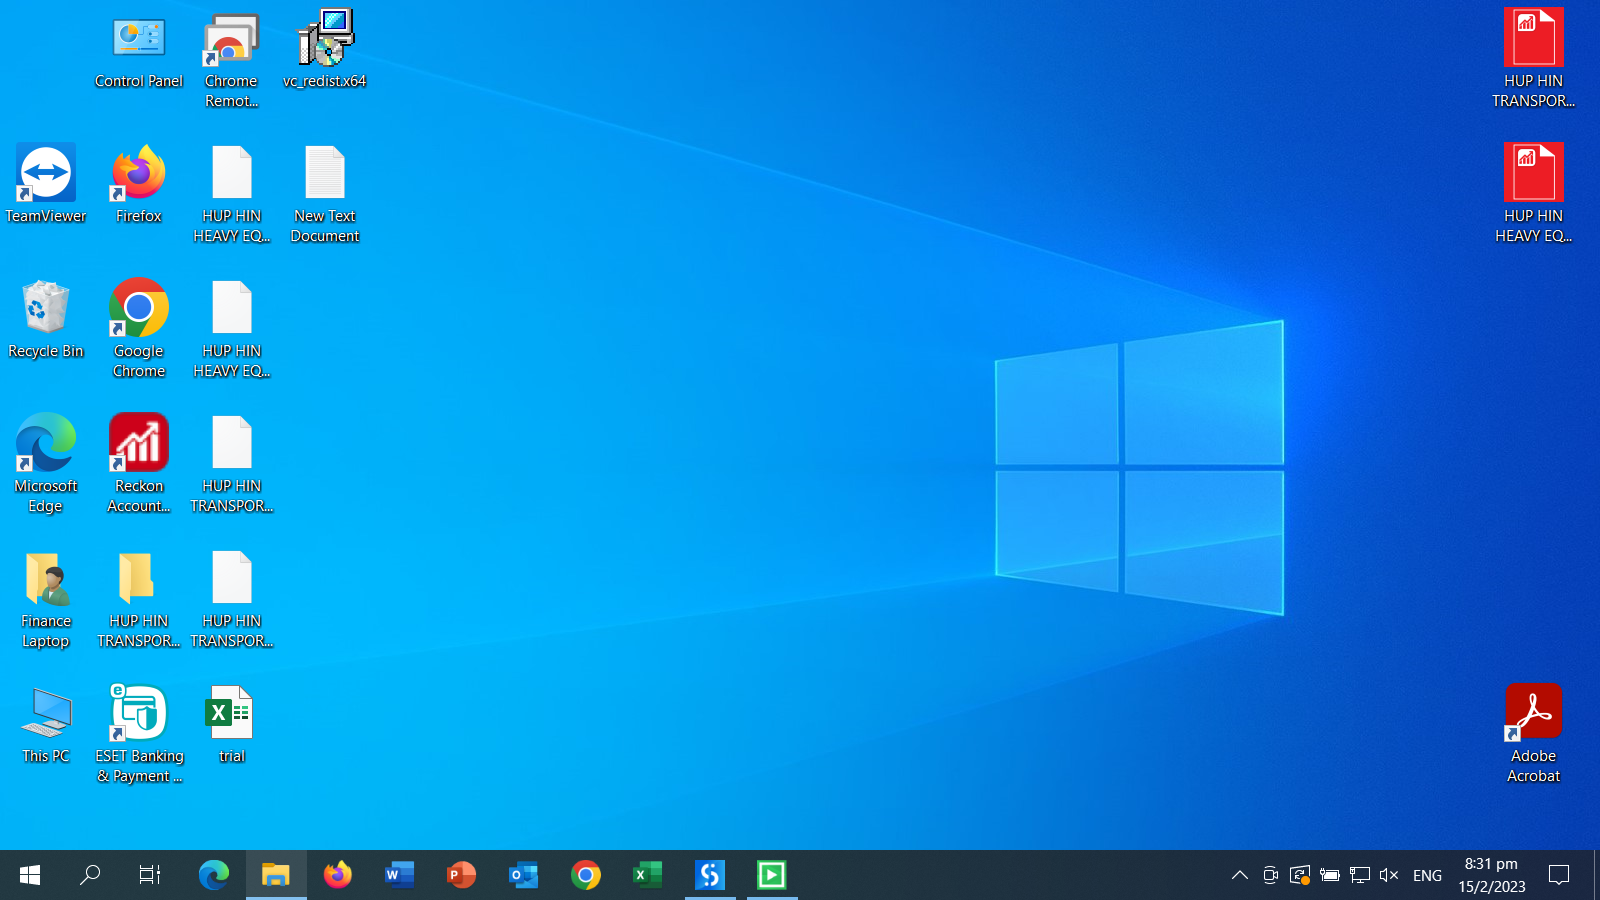 Control Panel
Chrome
Remot...
vc_redist.x64
HUP HIN
TRANSPOR...
TeamViewer
Firefox
HUP HIN
HEAVY EQ...
New Text
Document
HUP HIN
HEAVY EQ...
Recycle Bin
Google
Chrome
HUP HIN
HEAVY EQ...
Microsoft
Edge
Reckon
Account...
HUP HIN
TRANSPOR...
Finance
Laptop
HUP HIN
TRANSPOR...
HUP HIN
TRANSPOR...
This PC
ESET Banking
& Payment ...
trial
Adobe
Acrobat
ENG
8:31 pm
15/2/2023